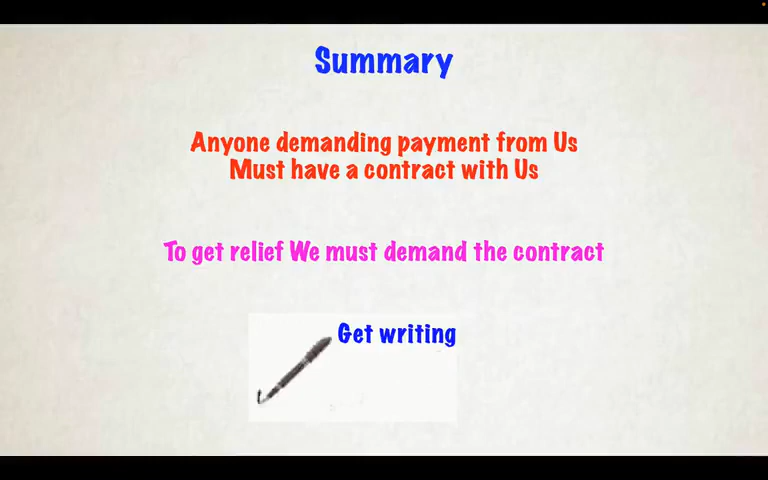 Summary
Anyone demanding payment from Us
Must have a contract with Us
To get relief We must demand the contract
Get writing